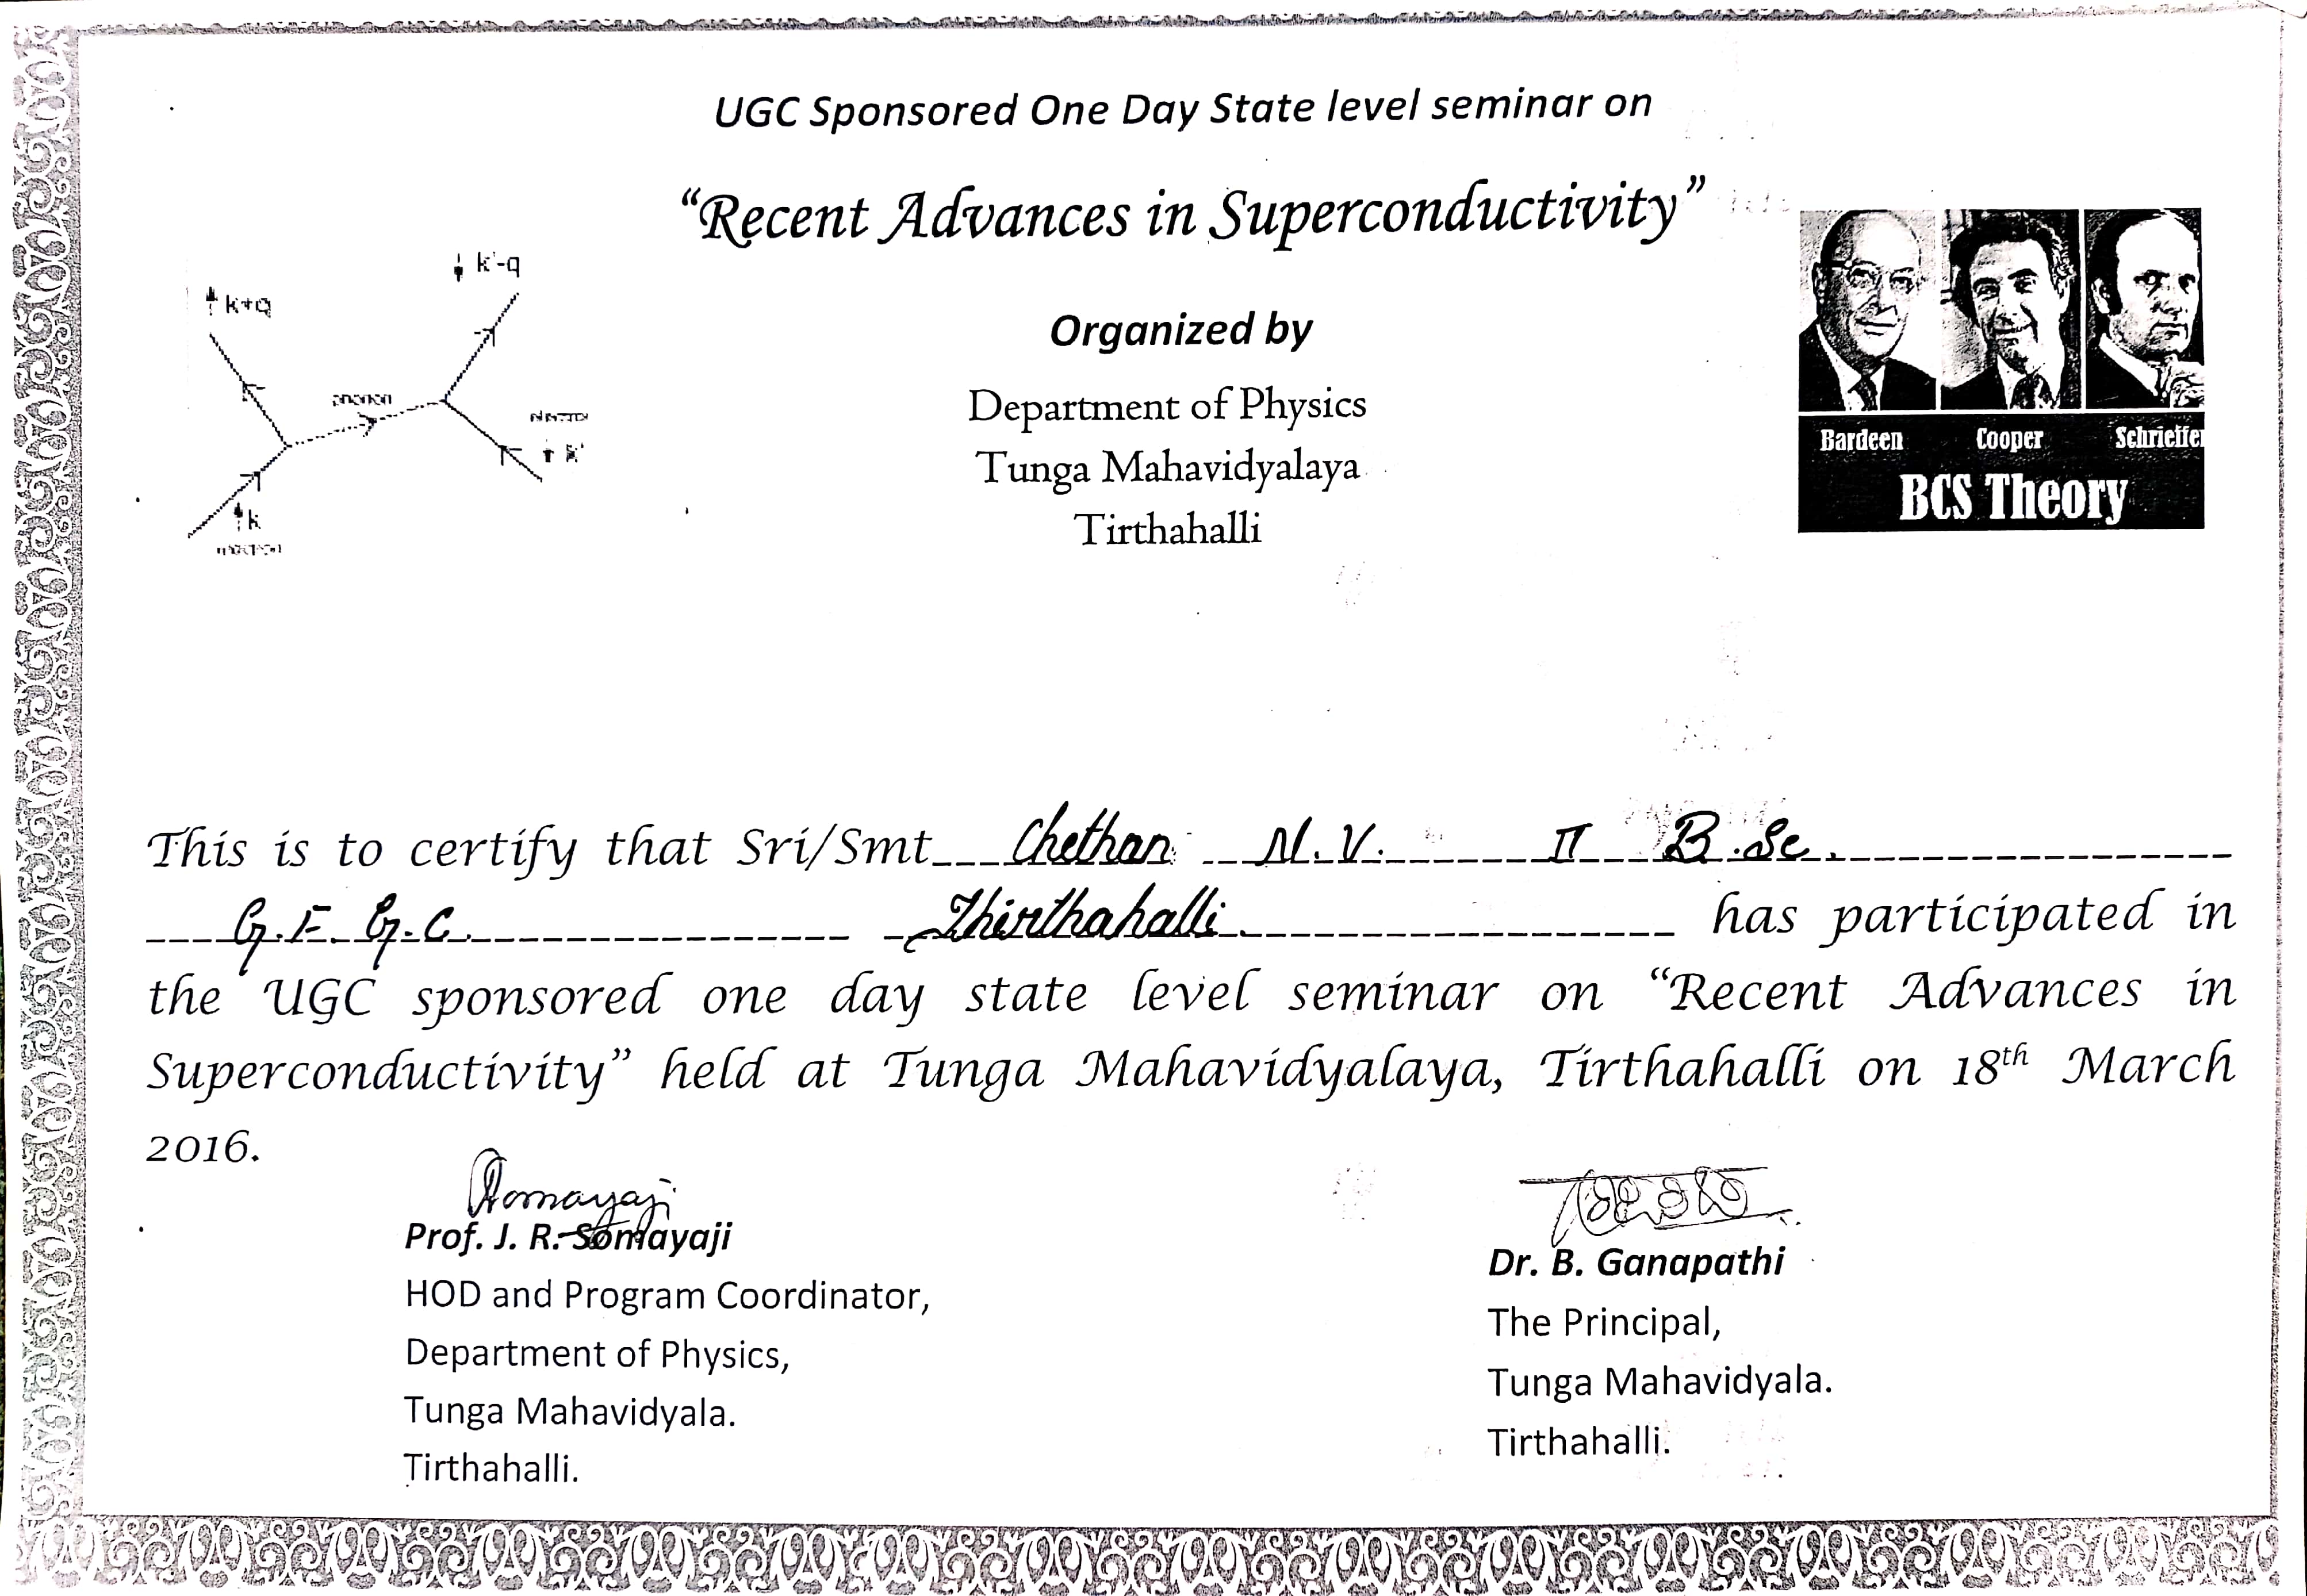 UGC Sponsored One Day State level seminar on
“Recent Advances in Superconductivity”
k'-q
k+q
Organized by
phonon
Department of Physics
Tunga Mahavidyalaya
Tirthahalli
k'
k
Bardeen Cooper Schrieffer
BCS Theory
This is to certify that Sri/Smt Chethan N.V. II B.Sc.
G.F.G.C. Thirthahalli. has participated in
the UGC sponsored one day state level seminar on “Recent Advances in
Superconductivity” held at Tunga Mahavidyalaya, Tirthahalli on 18th March
2016.
Somayaji
Prof. J. R. Somayaji
HOD and Program Coordinator,
Department of Physics,
Tunga Mahavidyala.
Tirthahalli.
Dr. B. Ganapathi
The Principal,
Tunga Mahavidyala.
Tirthahalli.